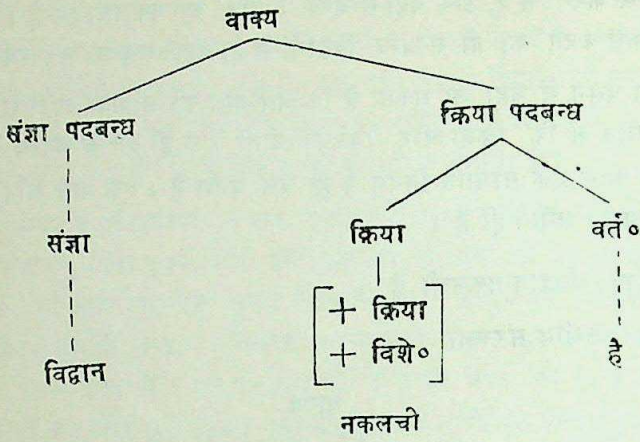 वाक्य
संज्ञा पदबन्ध क्रिया पदबन्ध
संज्ञा क्रिया वर्त०
+ क्रिया
+ विशे०
विद्वान है
नकलची